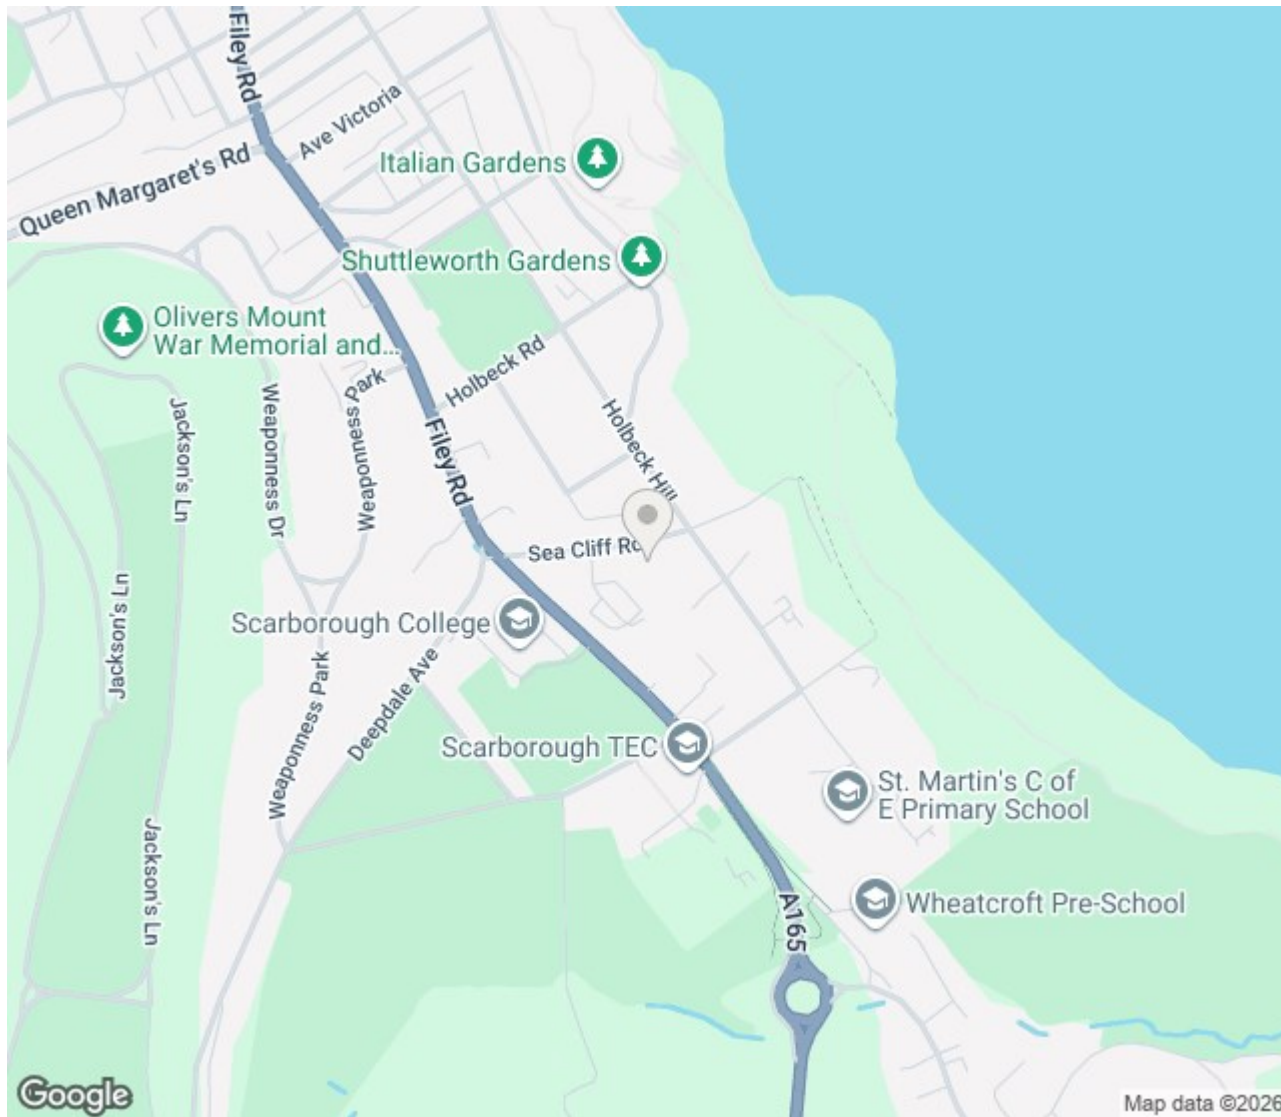 Filey Rd
Ave Victoria
Queen Margaret's Rd
Italian Gardens
Shuttleworth Gardens
Olivers Mount
War Memorial and...
Weaponness Park
Holbeck Rd
Jackson's Ln
Weaponness Dr
Filey Rd
Holbeck Hill
Sea Cliff Rd
Jackson's Ln
Scarborough College
Weaponness Park
Deepdale Ave
Scarborough TEC
St. Martin's C of
E Primary School
Jackson's Ln
Wheatcroft Pre-School
A165
Google
Map data ©2026